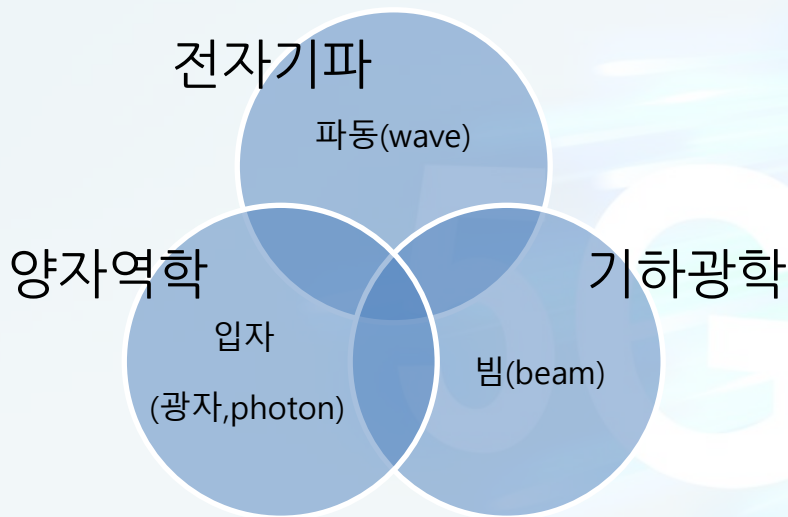 전자기파
파동(wave)
양자역학
기하광학
입자
(광자,photon)
빔(beam)
5G